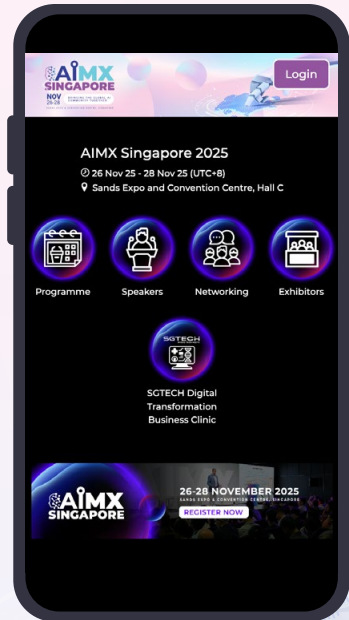 AIMX
SINGAPORE
NOV
26-28
Login
AIMX Singapore 2025
26 Nov 25 - 28 Nov 25 (UTC+8)
Sands Expo and Convention Centre, Hall C
Programme
Speakers
Networking
Exhibitors
SGTECH
SGTECH Digital
Transformation
Business Clinic
AIMX
SINGAPORE
26-28 NOVEMBER 2025
SANDS EXPO & CONVENTION CENTRE, SINGAPORE
REGISTER NOW